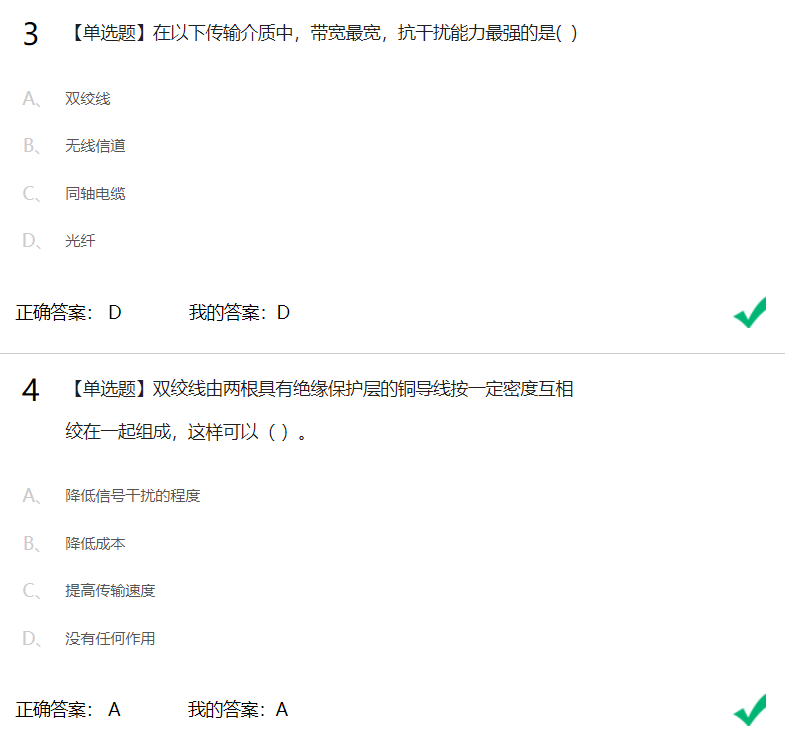 3 【单选题】在以下传输介质中，带宽最宽，抗干扰能力最强的是( )
A、 双绞线
B、 无线信道
C、 同轴电缆
D、 光纤
正确答案： D 我的答案：D
4 【单选题】双绞线由两根具有绝缘保护层的铜导线按一定密度互相
绞在一起组成，这样可以（ ）。
A、 降低信号干扰的程度
B、 降低成本
C、 提高传输速度
D、 没有任何作用
正确答案： A 我的答案：A